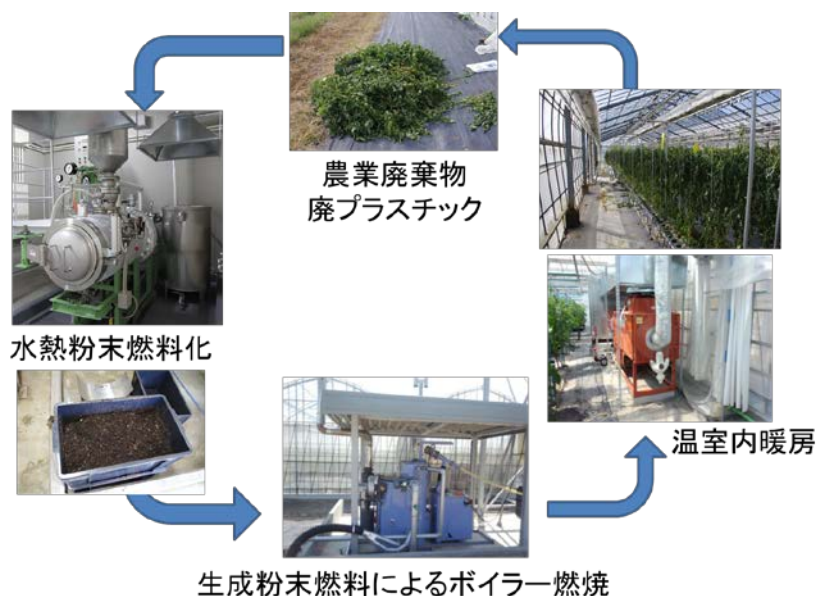 農業廃棄物
廃プラスチック
水熱粉末燃料化
温室内暖房
生成粉末燃料によるボイラー燃焼